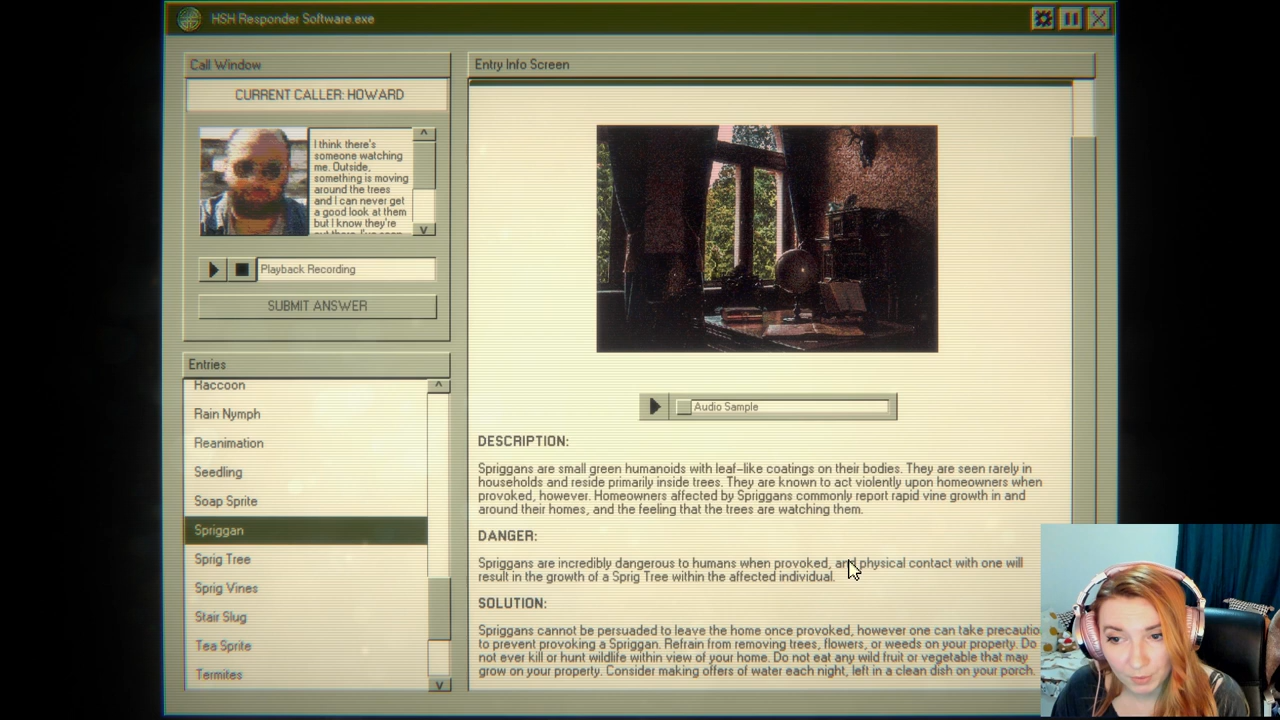 HSH Responder Software.exe
Call Window
CURRENT CALLER: HOWARD
I think there's
someone watching
me. Outside,
something is moving
around the trees
and I can never get
a good look at them
but I know they're
Playback Recording
SUBMIT ANSWER
Entries
Raccoon
Rain Nymph
Reanimation
Seedling
Soap Sprite
Spriggan
Sprig Tree
Sprig Vines
Stair Slug
Tea Sprite
Termites
Entry Info Screen
Audio Sample
DESCRIPTION:
Spriggans are small green humanoids with leaf-like coatings on their bodies. They are seen rarely in
households and reside primarily inside trees. They are known to act violently upon homeowners when
provoked, however. Homeowners affected by Spriggans commonly report rapid vine growth in and
around their homes, and the feeling that the trees are watching them.
DANGER:
Spriggans are incredibly dangerous to humans when provoked, and physical contact with one will
result in the growth of a Sprig Tree within the affected individual.
SOLUTION:
Spriggans cannot be persuaded to leave the home once provoked, however one can take precautio
to prevent provoking a Spriggan. Refrain from removing trees, flowers, or weeds on your property. Do
not ever kill or hunt wildlife within view of your home. Do not eat any wild fruit or vegetable that may
grow on your property. Consider making offers of water each night, left in a clean dish on your porch.